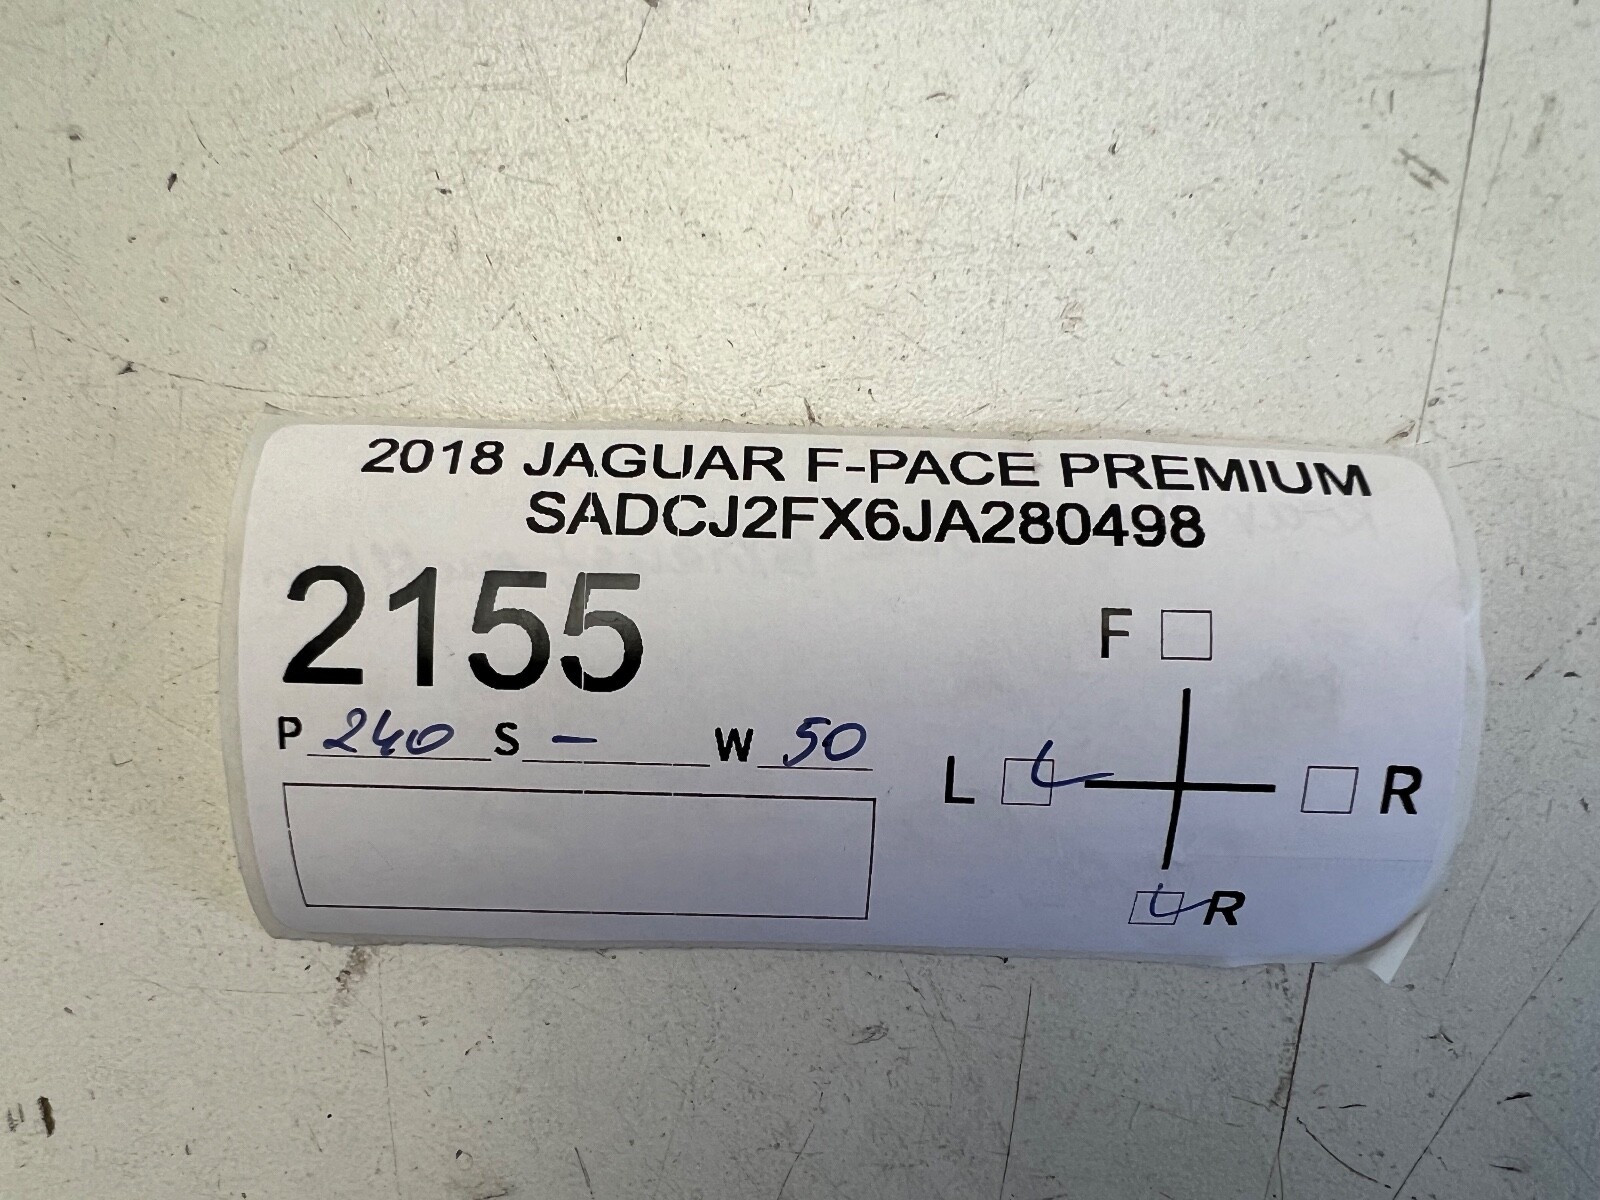 2018 JAGUAR F-PACE PREMIUM
SADCJ2FX6JA280498
2155
F
P 240 S - W 50
L R
R